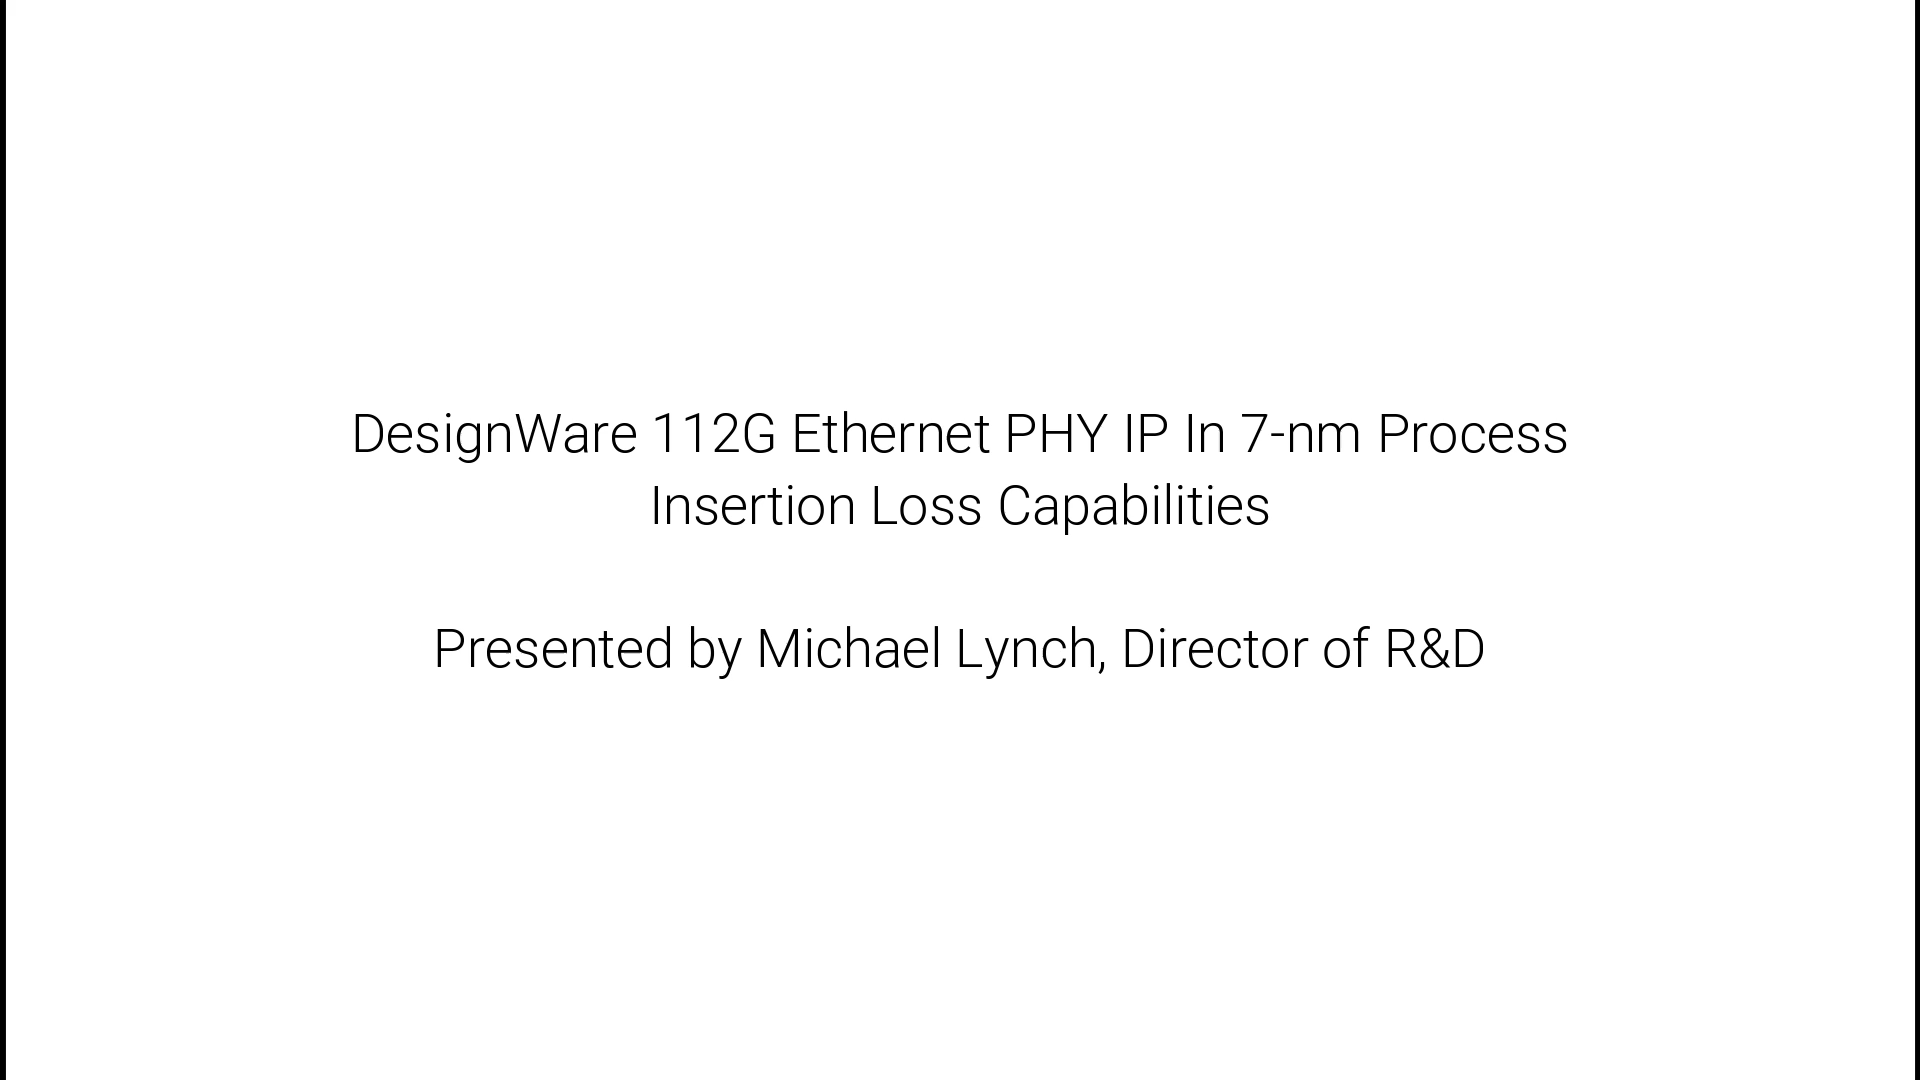 DesignWare 112G Ethernet PHY IP In 7-nm Process
Insertion Loss Capabilities
Presented by Michael Lynch, Director of R&D